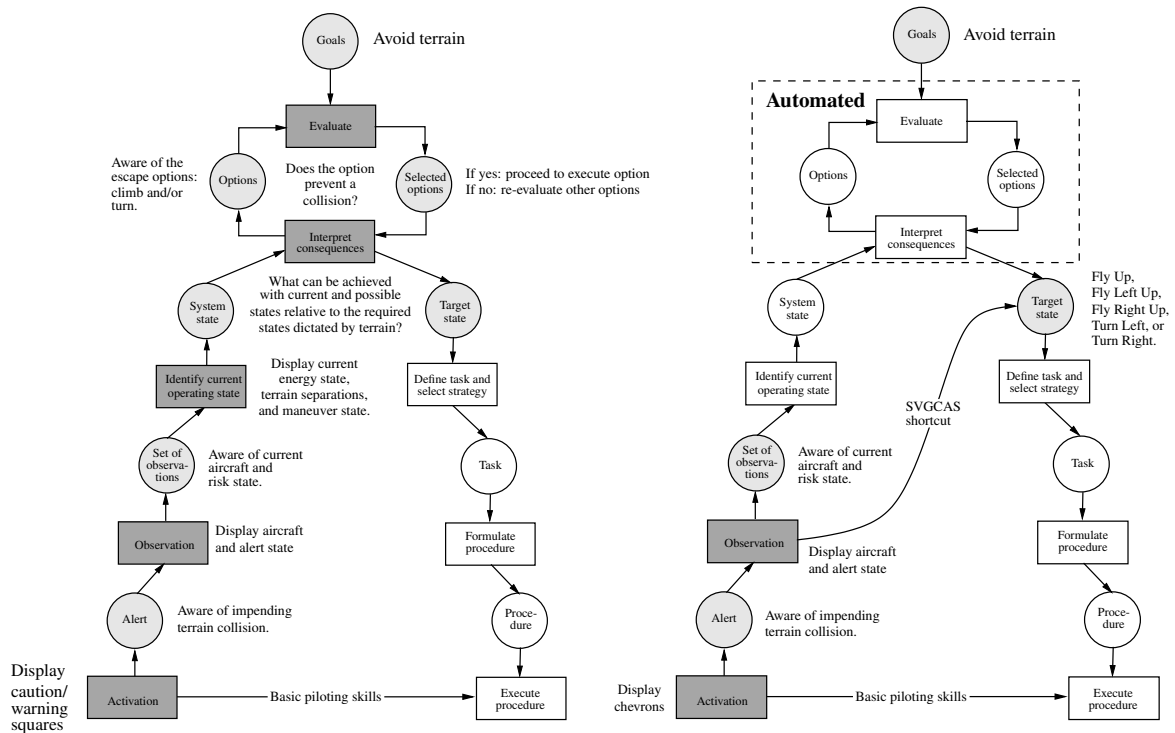 Goals
Avoid terrain
Evaluate
Aware of the
escape options:
climb and/or
turn.
Options
Does the option
prevent a
collision?
Selected
options
If yes: proceed to execute option
If no: re-evaluate other options
Interpret
consequences
What can be achieved
with current and possible
states relative to the required
states dictated by terrain?
System
state
Target
state
Identify current
operating state
Display current
energy state,
terrain separations,
and maneuver state.
Define task and
select strategy
Set of
observa-
tions
Aware of current
aircraft and
risk state.
Task
Observation
Display aircraft
and alert state
Formulate
procedure
Alert
Aware of impending
terrain collision.
Proce-
dure
Display
caution/
warning
squares
Activation
Basic piloting skills
Execute
procedure
Goals
Avoid terrain
Automated
Evaluate
Options
Selected
options
Interpret
consequences
System
state
Target
state
Fly Up,
Fly Left Up,
Fly Right Up,
Turn Left, or
Turn Right.
Identify current
operating state
Define task and
select strategy
SVGCAS
shortcut
Set of
observa-
tions
Aware of current
aircraft and
risk state.
Task
Observation
Display aircraft
and alert state
Formulate
procedure
Alert
Aware of impending
terrain collision.
Proce-
dure
Display
chevrons
Activation
Basic piloting skills
Execute
procedure